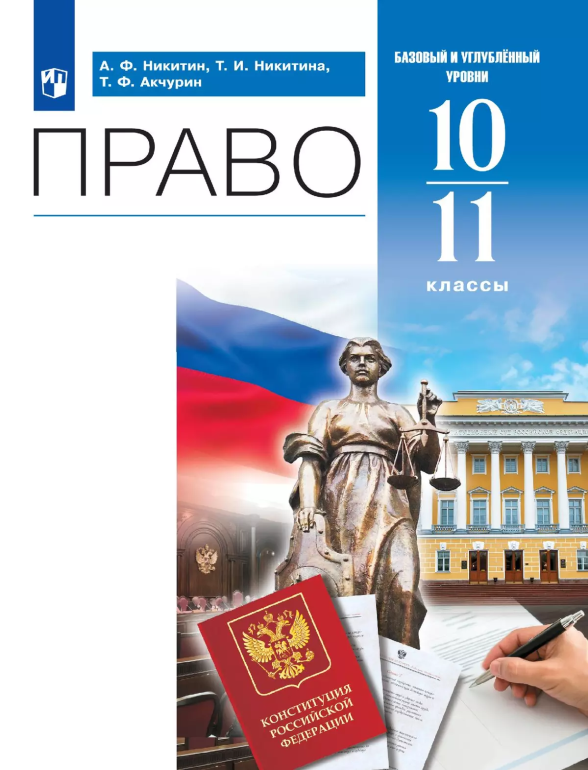 А. Ф. Никитин, Т. И. Никитина,
Т. Ф. Акчурин
БАЗОВЫЙ И УГЛУБЛЁННЫЙ
УРОВНИ
ПРАВО
10
11
классы
КОНСТИТУЦИЯ
РОССИЙСКОЙ
ФЕДЕРАЦИИ